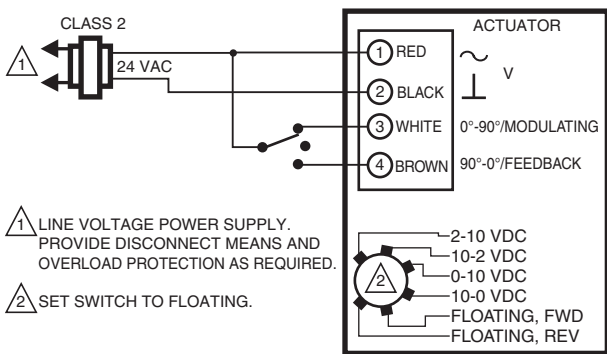 CLASS 2
1
24 VAC
ACTUATOR
1 RED
V
2 BLACK
3 WHITE 0°-90°/MODULATING
4 BROWN 90°-0°/FEEDBACK
1 LINE VOLTAGE POWER SUPPLY.
PROVIDE DISCONNECT MEANS AND
OVERLOAD PROTECTION AS REQUIRED.
2 SET SWITCH TO FLOATING.
2
2-10 VDC
10-2 VDC
0-10 VDC
10-0 VDC
FLOATING, FWD
FLOATING, REV